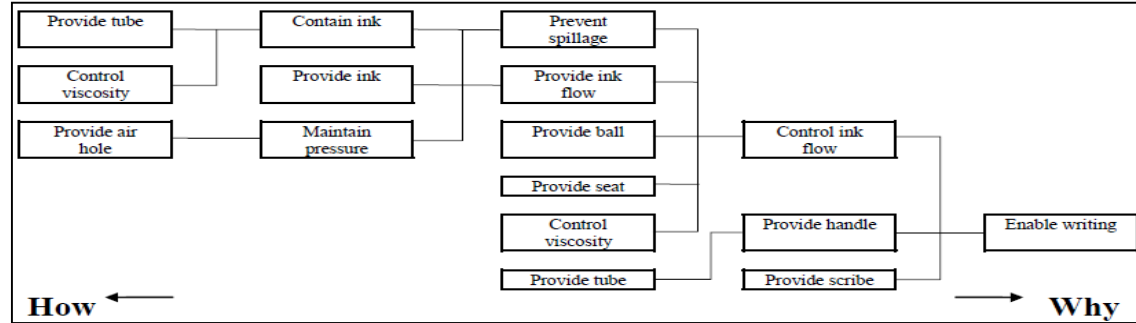 Provide tube
Contain ink
Prevent
spillage
Control
viscosity
Provide ink
Provide ink
flow
Provide air
hole
Maintain
pressure
Provide ball
Control ink
flow
Provide seat
Control
viscosity
Provide handle
Enable writing
Provide tube
Provide scribe
How
Why